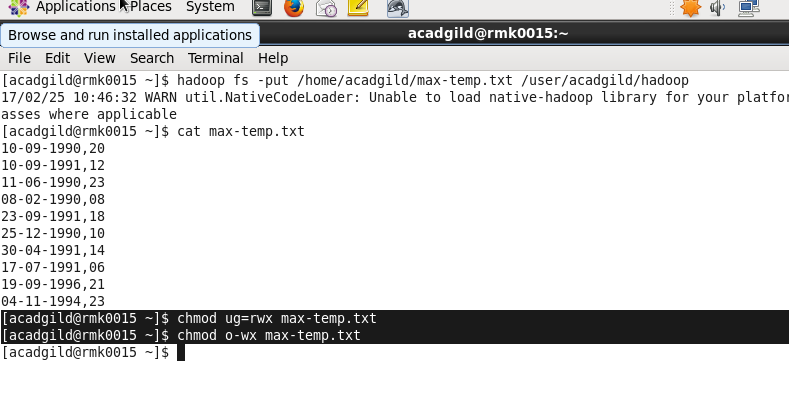 Applications Places System
Browse and run installed applications
acadgild@rmk0015:~
File Edit View Search Terminal Help
[acadgild@rmk0015 ~]$ hadoop fs -put /home/acadgild/max-temp.txt /user/acadgild/hadoop
17/02/25 10:46:32 WARN util.NativeCodeLoader: Unable to load native-hadoop library for your platfor
asses where applicable
[acadgild@rmk0015 ~]$ cat max-temp.txt
10-09-1990,20
10-09-1991,12
11-06-1990,23
08-02-1990,08
23-09-1991,18
25-12-1990,10
30-04-1991,14
17-07-1991,06
19-09-1996,21
04-11-1994,23
[acadgild@rmk0015 ~]$ chmod ug=rwx max-temp.txt
[acadgild@rmk0015 ~]$ chmod o-wx max-temp.txt
[acadgild@rmk0015 ~]$